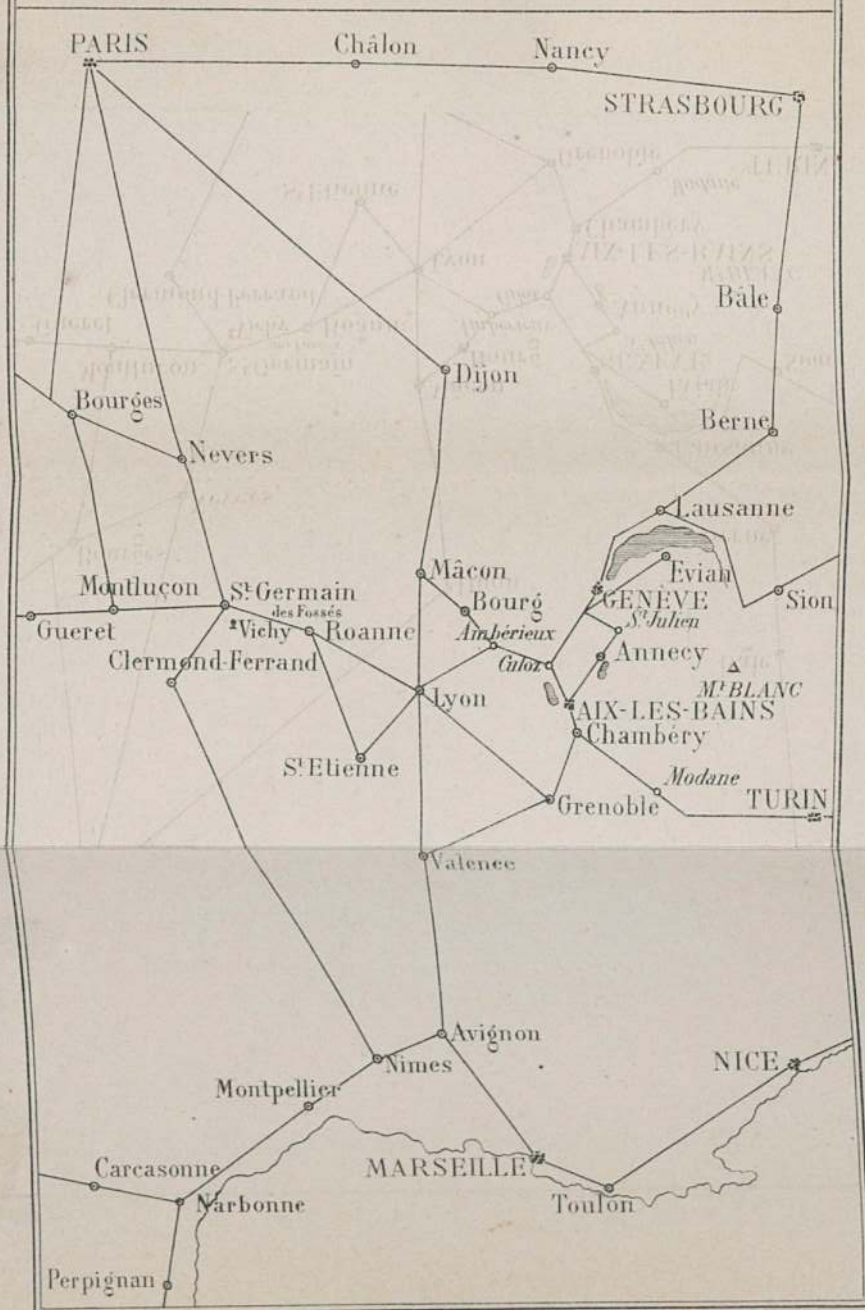 PARIS
Châlon
Nancy
STRASBOURG
Bâle
Dijon
Bourges
Berne
Nevers
Lausanne
Evian
Mâcon
Montluçon
St. Germain
des Fossés
Bourg
GENÈVE
Sion
Gueret
Vichy
Roanne
Ambérieux
St. Julien
Clermond-Ferrand
Culoz
Annecy
Mt. BLANC
Lyon
AIX-LES-BAINS
Chambéry
St. Etienne
Modane
Grenoble
TURIN
Valence
Avignon
Nimes
NICE
Montpellier
MARSEILLE
Carcasonne
Narbonne
Toulon
Perpignan